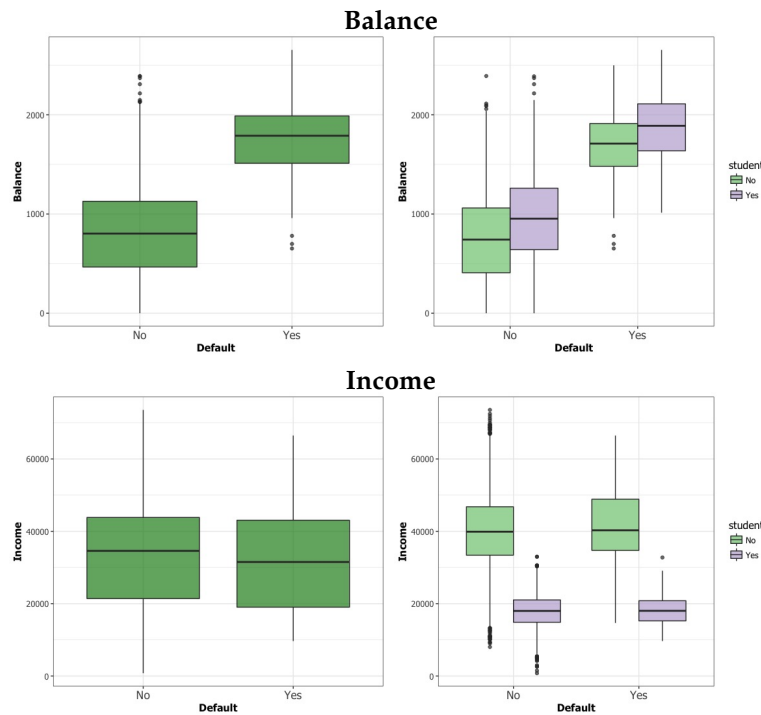 Balance
2000
1000
0
Balance
No
Yes
Default
2000
1000
0
Balance
No
Yes
Default
student
No
Yes
Income
60000
40000
20000
0
Income
No
Yes
Default
60000
40000
20000
0
Income
No
Yes
Default
student
No
Yes